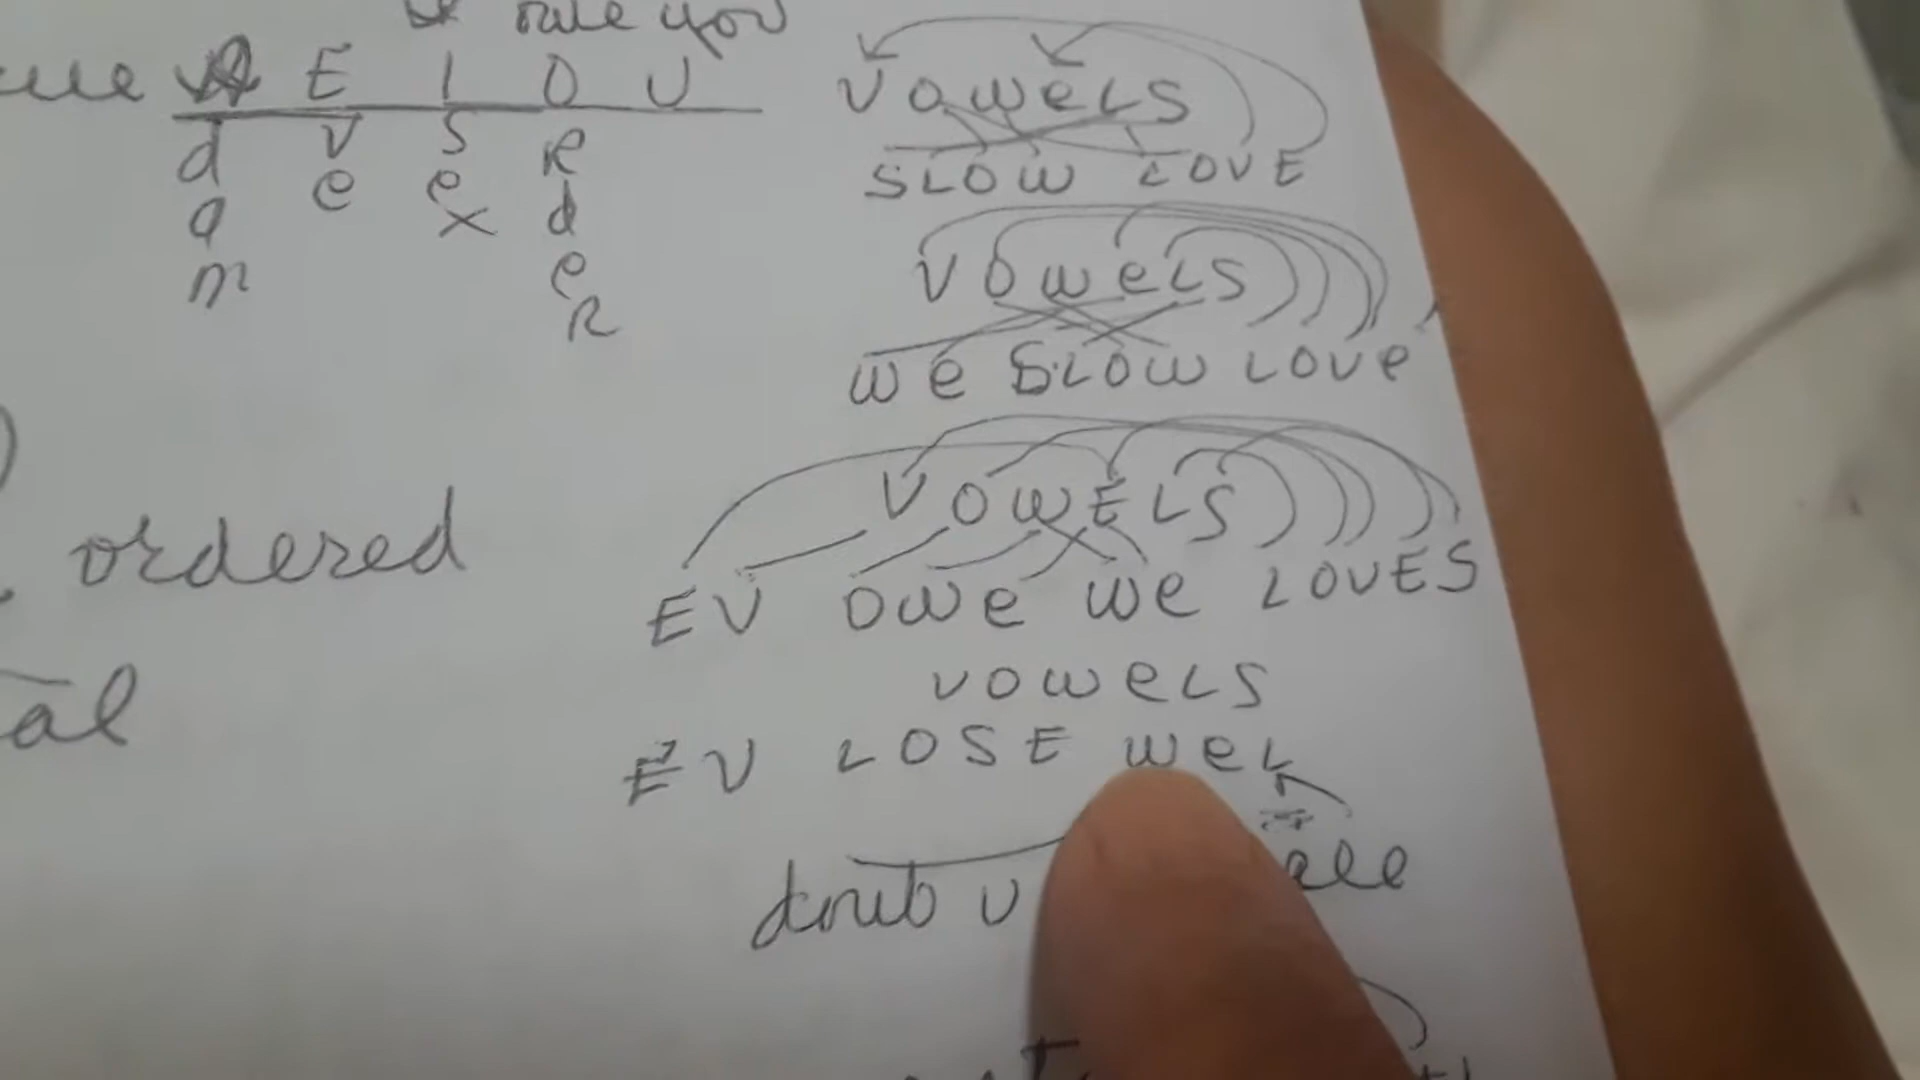 rule you
A E I O U
d v s R
a e e d
m x e
R
VOWeLS
SLOW LOVE
VOWeLS
We SLOW LOVe
VOWELS
ordered
EV OWe We LOVES
VOWeLS
al
EV LOSE WeL